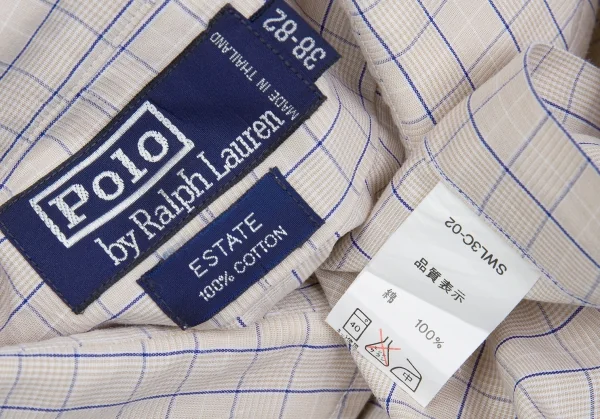 38-82
Polo
by Ralph Lauren
MADE IN THAILAND
ESTATE
100% COTTON
SWL3C-02
品質表示
綿 100%
40
中